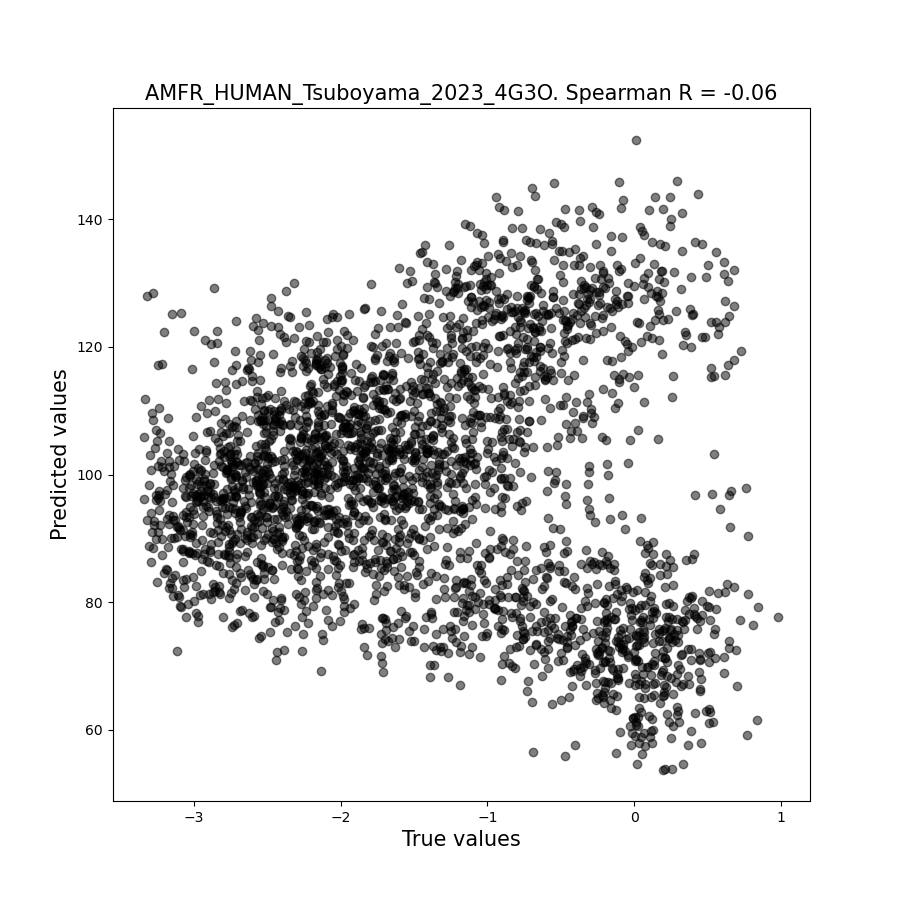 AMFR_HUMAN_Tsuboyama_2023_4G3O. Spearman R = -0.06
140
120
100
80
60
Predicted values
−3 −2 −1 0 1
True values